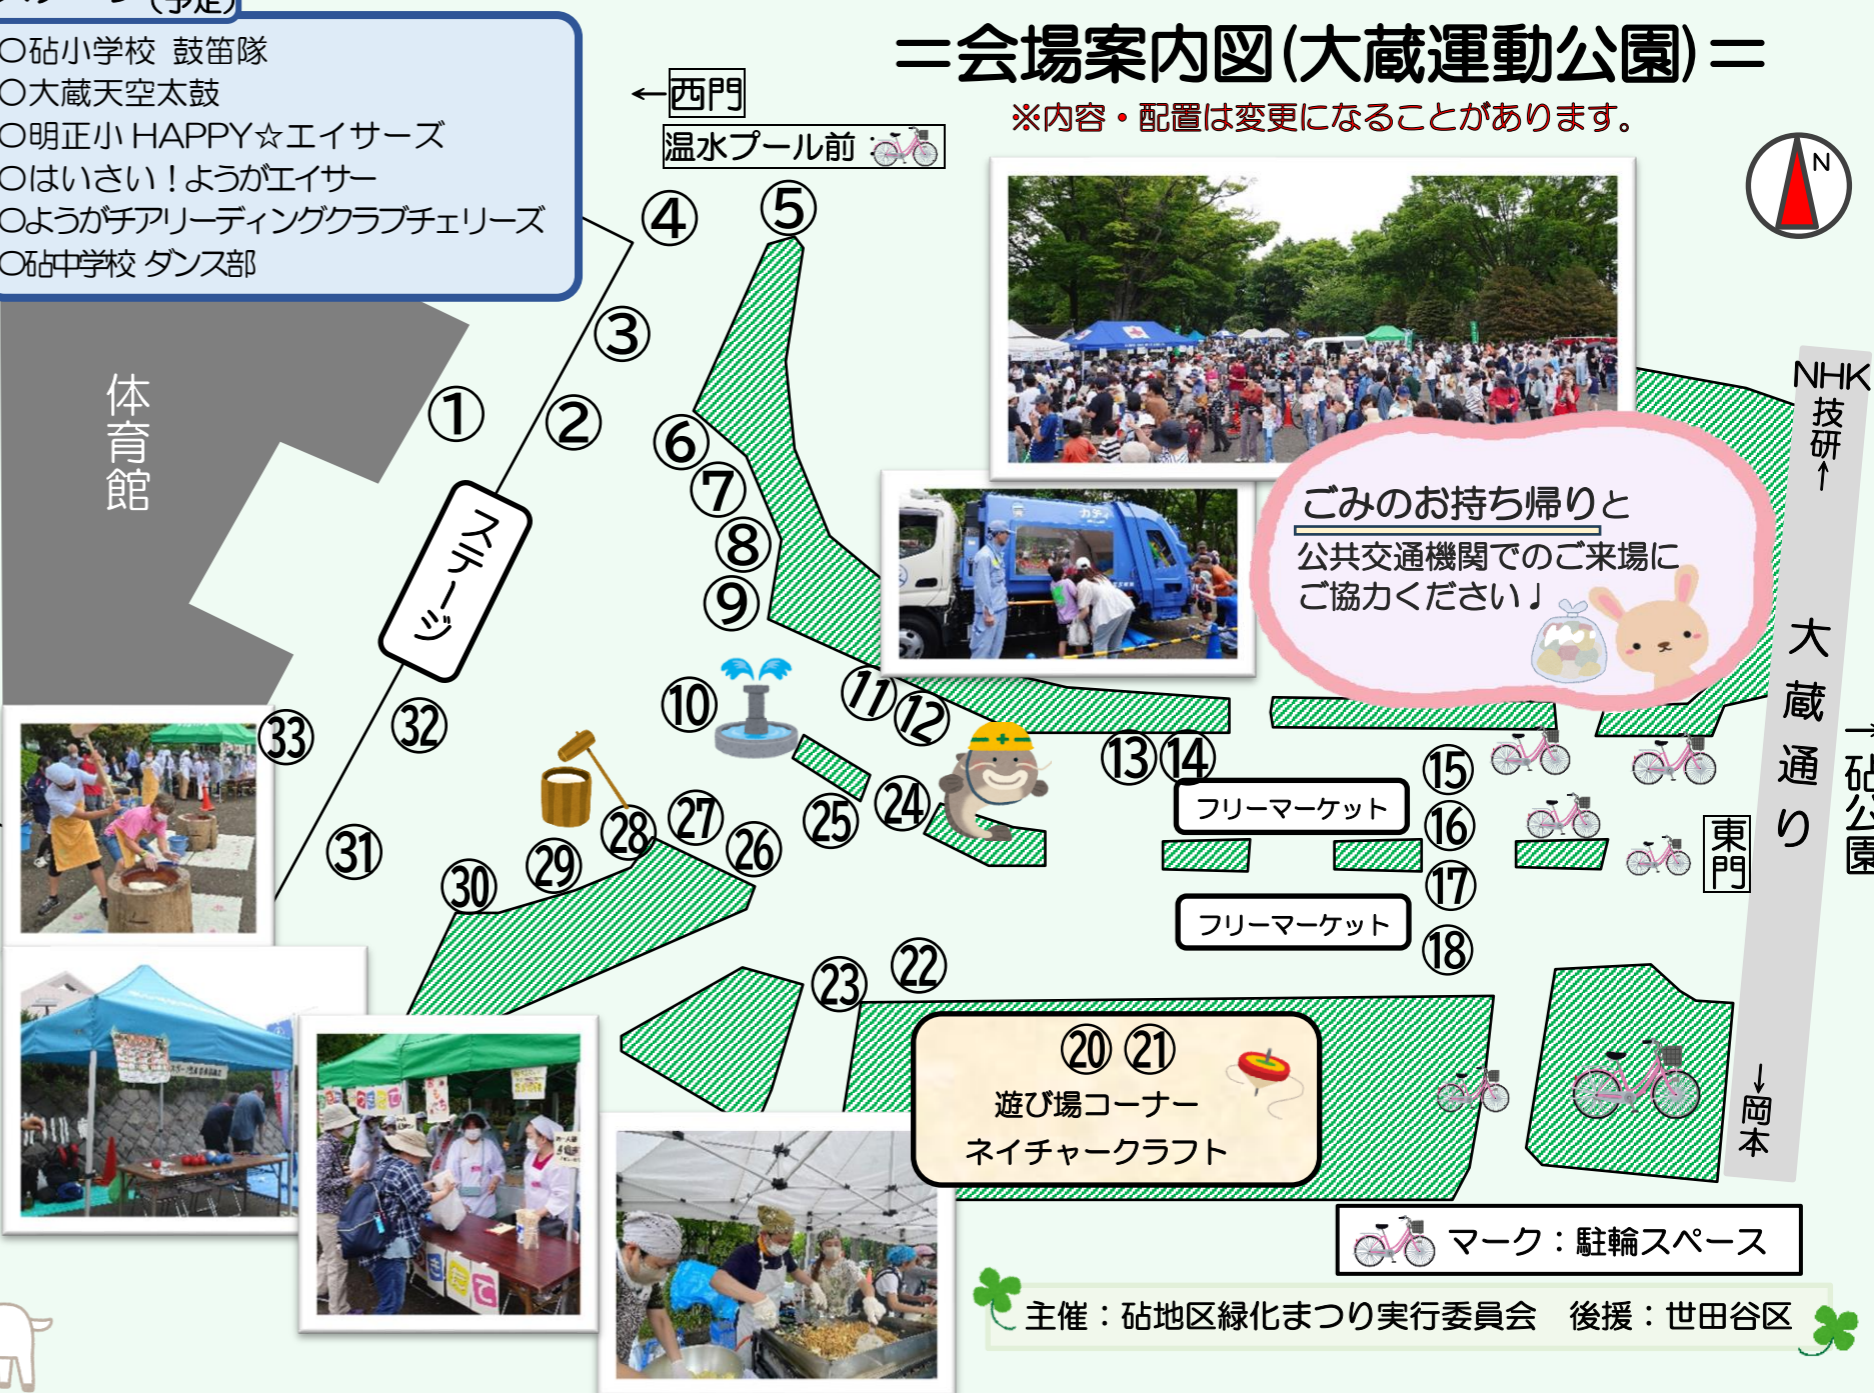 (予定)
○砧小学校 鼓笛隊
○大蔵天空太鼓
○明正小 HAPPY☆エイサーズ
○はいさい！ようがエイサー
○ようがチアリーディングクラブチェリーズ
○砧中学校 ダンス部
＝会場案内図(大蔵運動公園)＝
※内容・配置は変更になることがあります。
←西門
温水プール前：
N
④
⑤
③
①
②
⑥
⑦
⑧
⑨
体育館
ステージ
NHK技研→
ごみのお持ち帰りと
公共交通機関でのご来場に
ご協力ください♩
大蔵通り
→砧公園
⑩
⑪
⑫
⑬
⑭
⑮
⑯
⑰
⑱
フリーマーケット
フリーマーケット
東門
㉝
㉜
㉛
㉚
㉙
㉘
㉗
㉖
㉕
㉔
㉓
㉒
⑳ ㉑
遊び場コーナー
ネイチャークラフト
→岡本
マーク：駐輪スペース
主催：砧地区緑化まつり実行委員会　後援：世田谷区